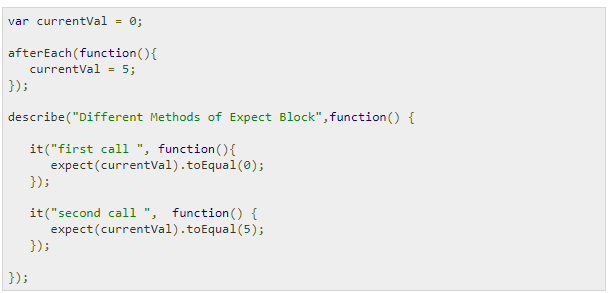 var currentVal = 0;
afterEach(function(){
currentVal = 5;
});
describe("Different Methods of Expect Block",function() {
it("first call ", function(){
expect(currentVal).toEqual(0);
});
it("second call ",  function() {
expect(currentVal).toEqual(5);
});
});